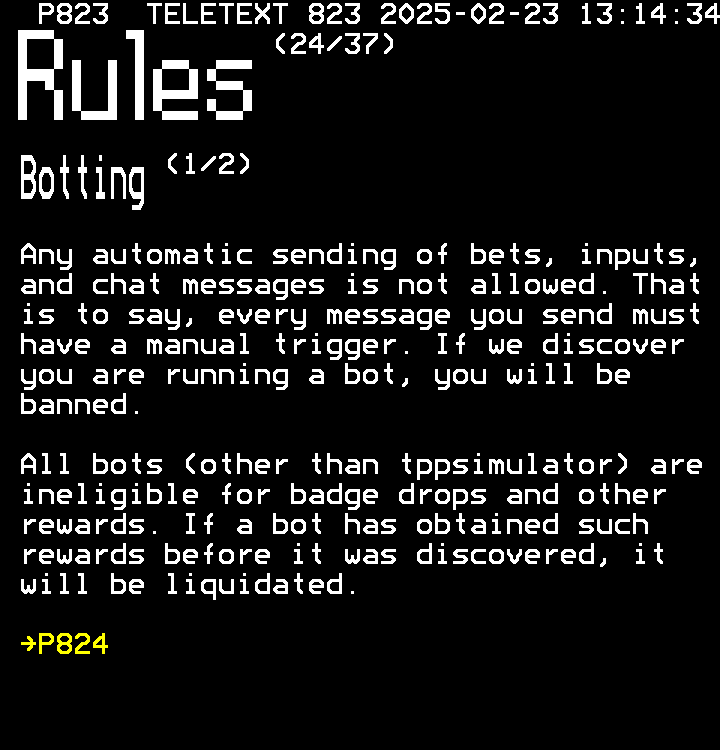 P823 TELETEXT 823 2025-02-23 13:14:34
Rules (24/37)
Botting (1/2)
Any automatic sending of bets, inputs,
and chat messages is not allowed. That
is to say, every message you send must
have a manual trigger. If we discover
you are running a bot, you will be
banned.
All bots (other than tppsimulator) are
ineligible for badge drops and other
rewards. If a bot has obtained such
rewards before it was discovered, it
will be liquidated.
→P824